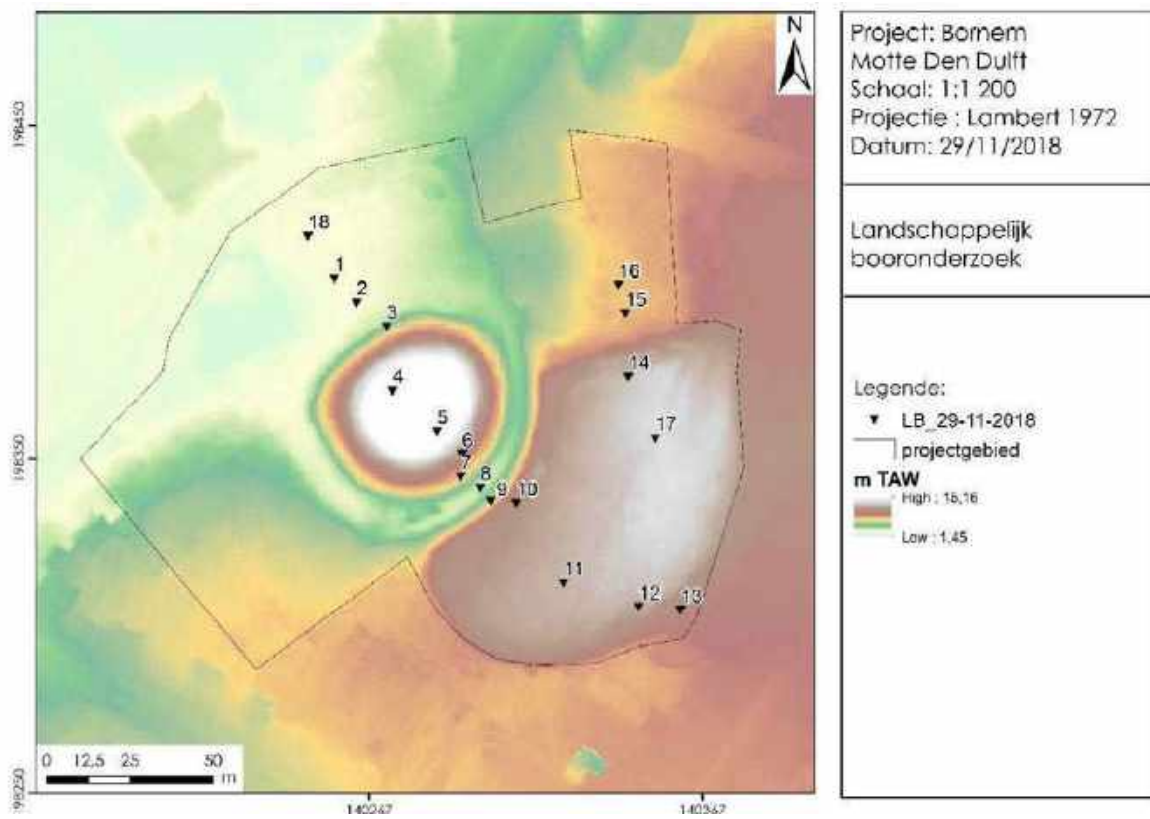 Project: Bornem
Motte Den Dulft
Schaal: 1:1 200
Projectie : Lambert 1972
Datum: 29/11/2018
Landschappelijk
booronderzoek
Legende:
LB_29-11-2018
projectgebied
m TAW
High : 15,16
Low : 1,45
N
198450
198350
198250
18
1
2
3
16
15
4
14
5
17
6
7
8
9
10
11
12
13
0 12,5 25 50
m
140267
140367